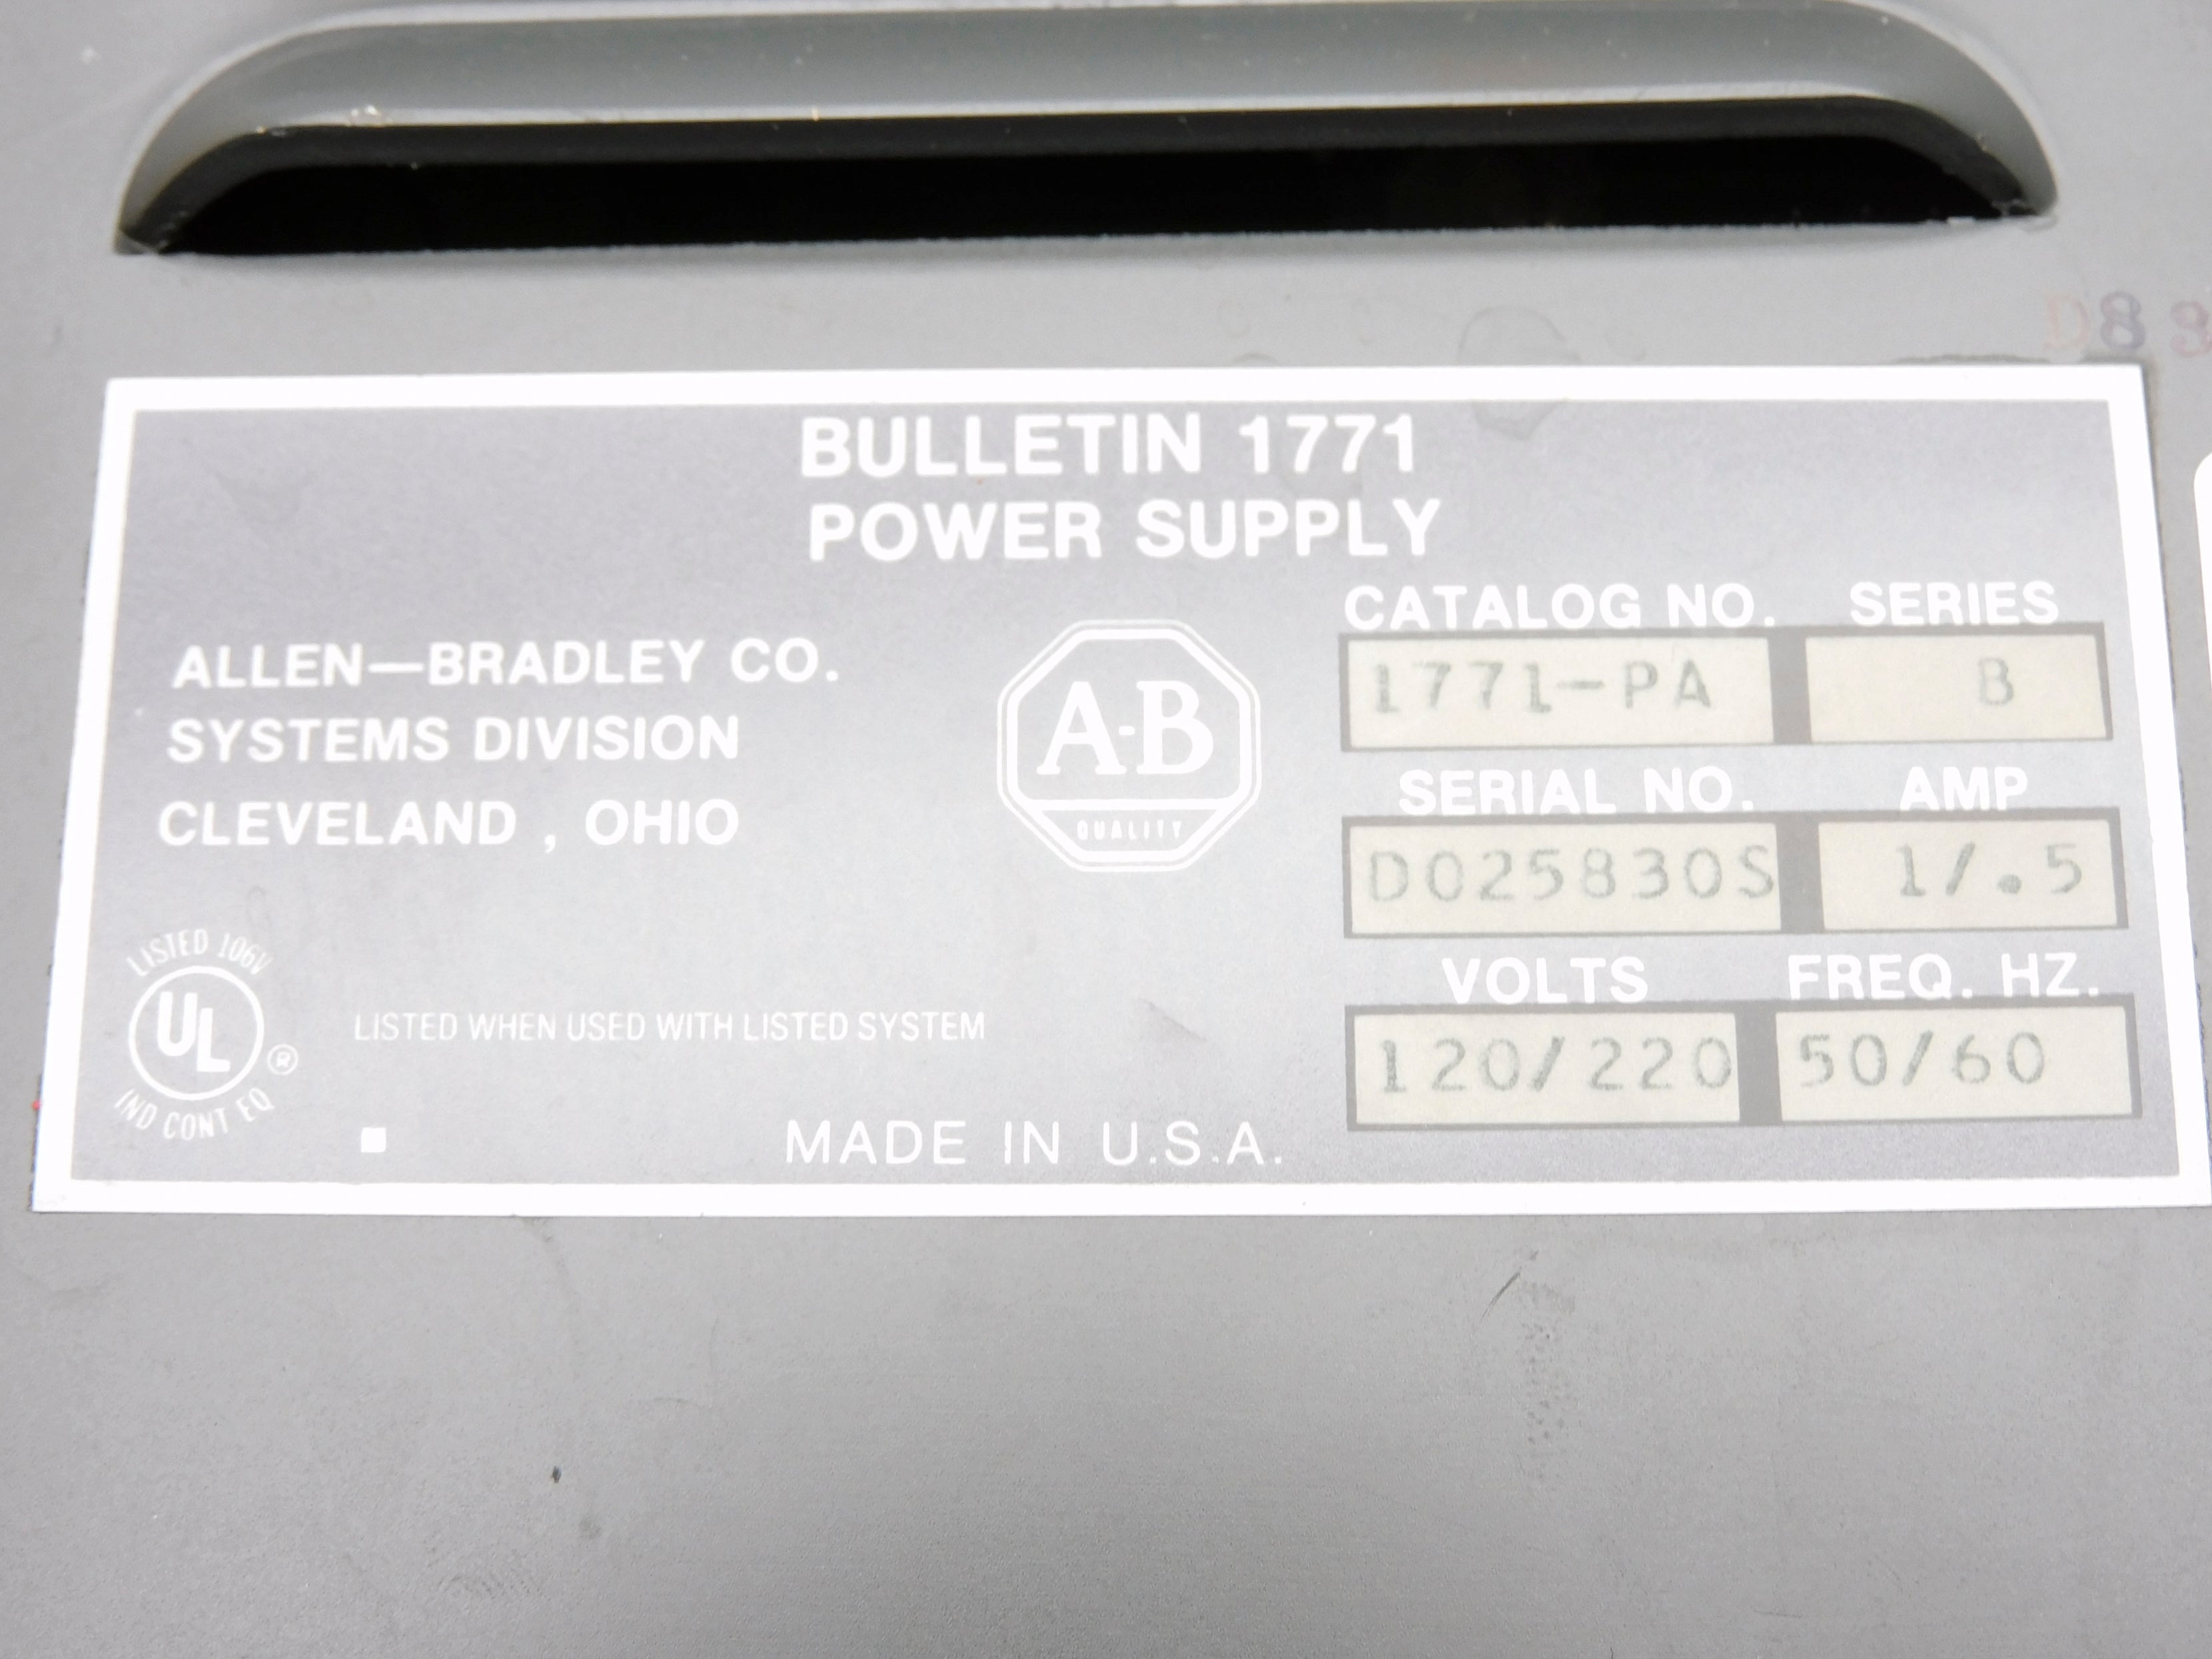 D8 9
BULLETIN 1771
POWER SUPPLY
ALLEN—BRADLEY CO.
SYSTEMS DIVISION
CLEVELAND , OHIO
A-B
QUALITY
CATALOG NO. SERIES
1771-PA B
SERIAL NO. AMP
D025830S 1/.5
VOLTS FREQ. HZ.
120/220 50/60
LISTED 106V
UL ®
IND CONT EQ
LISTED WHEN USED WITH LISTED SYSTEM
MADE IN U.S.A.